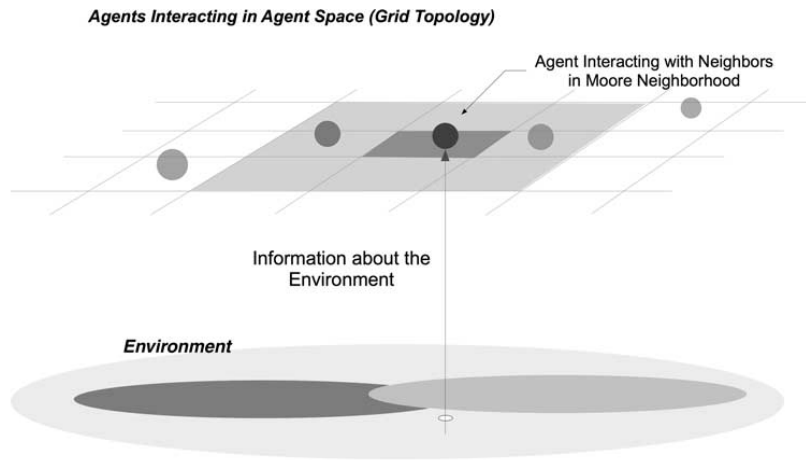 Agents Interacting in Agent Space (Grid Topology)
Agent Interacting with Neighbors
in Moore Neighborhood
Information about the
Environment
Environment